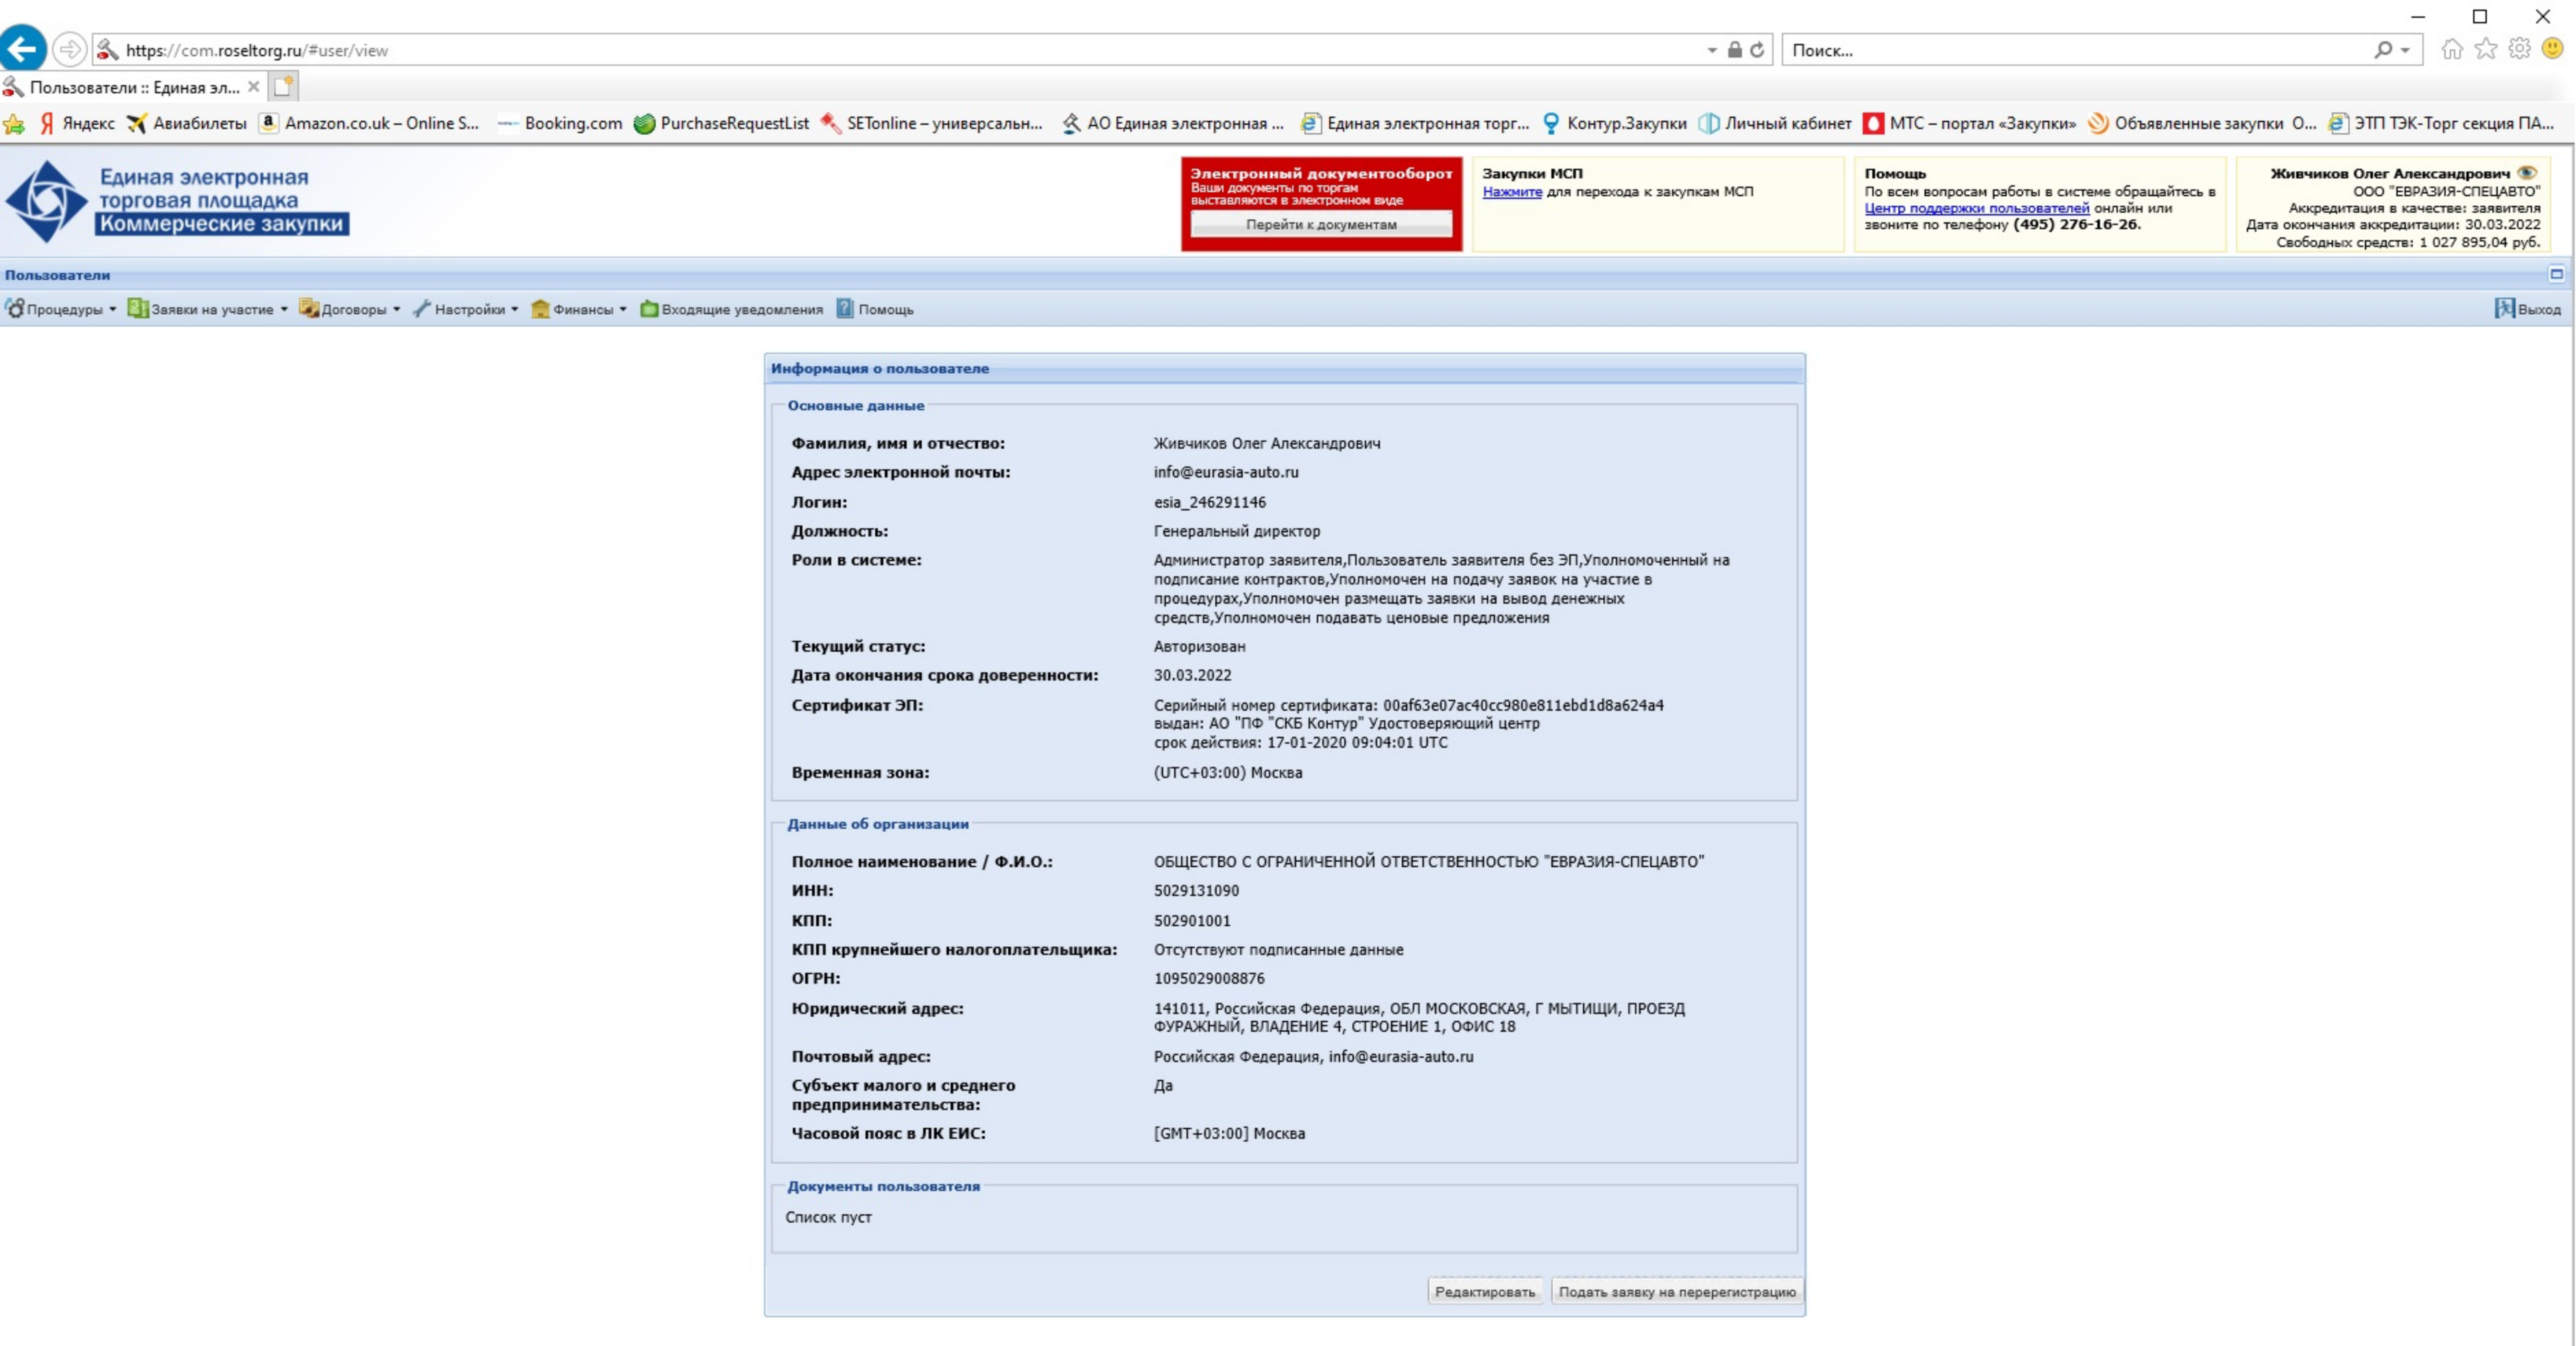 https://com.roseltorg.ru/#user/view
Поиск...
Пользователи :: Единая эл...
Яндекс Авиабилеты Amazon.co.uk – Online S... Booking.com PurchaseRequestList SETonline – универсальн... АО Единая электронная ... Единая электронная торг... Контур.Закупки Личный кабинет МТС – портал «Закупки» Объявленные закупки О... ЭТП ТЭК-Торг секция ПА...
Единая электронная
торговая площадка
Коммерческие закупки
Электронный документооборот
Ваши документы по торгам
выставляются в электронном виде
Перейти к документам
Закупки МСП
Нажмите для перехода к закупкам МСП
Помощь
По всем вопросам работы в системе обращайтесь в
Центр поддержки пользователей онлайн или
звоните по телефону (495) 276-16-26.
Живчиков Олег Александрович
ООО "ЕВРАЗИЯ-СПЕЦАВТО"
Аккредитация в качестве: заявителя
Дата окончания аккредитации: 30.03.2022
Свободных средств: 1 027 895,04 руб.
Пользователи
Процедуры Заявки на участие Договоры Настройки Финансы Входящие уведомления Помощь Выход
Информация о пользователе
Основные данные
Фамилия, имя и отчество: Живчиков Олег Александрович
Адрес электронной почты: info@eurasia-auto.ru
Логин: esia_246291146
Должность: Генеральный директор
Роли в системе: Администратор заявителя,Пользователь заявителя без ЭП,Уполномоченный на
подписание контрактов,Уполномочен на подачу заявок на участие в
процедурах,Уполномочен размещать заявки на вывод денежных
средств,Уполномочен подавать ценовые предложения
Текущий статус: Авторизован
Дата окончания срока доверенности: 30.03.2022
Сертификат ЭП: Серийный номер сертификата: 00af63e07ac40cc980e811ebd1d8a624a4
выдан: АО "ПФ "СКБ Контур" Удостоверяющий центр
срок действия: 17-01-2020 09:04:01 UTC
Временная зона: (UTC+03:00) Москва
Данные об организации
Полное наименование / Ф.И.О.: ОБЩЕСТВО С ОГРАНИЧЕННОЙ ОТВЕТСТВЕННОСТЬЮ "ЕВРАЗИЯ-СПЕЦАВТО"
ИНН: 5029131090
КПП: 502901001
КПП крупнейшего налогоплательщика: Отсутствуют подписанные данные
ОГРН: 1095029008876
Юридический адрес: 141011, Российская Федерация, ОБЛ МОСКОВСКАЯ, Г МЫТИЩИ, ПРОЕЗД
ФУРАЖНЫЙ, ВЛАДЕНИЕ 4, СТРОЕНИЕ 1, ОФИС 18
Почтовый адрес: Российская Федерация, info@eurasia-auto.ru
Субъект малого и среднего Да
предпринимательства:
Часовой пояс в ЛК ЕИС: [GMT+03:00] Москва
Документы пользователя
Список пуст
Редактировать Подать заявку на перерегистрацию